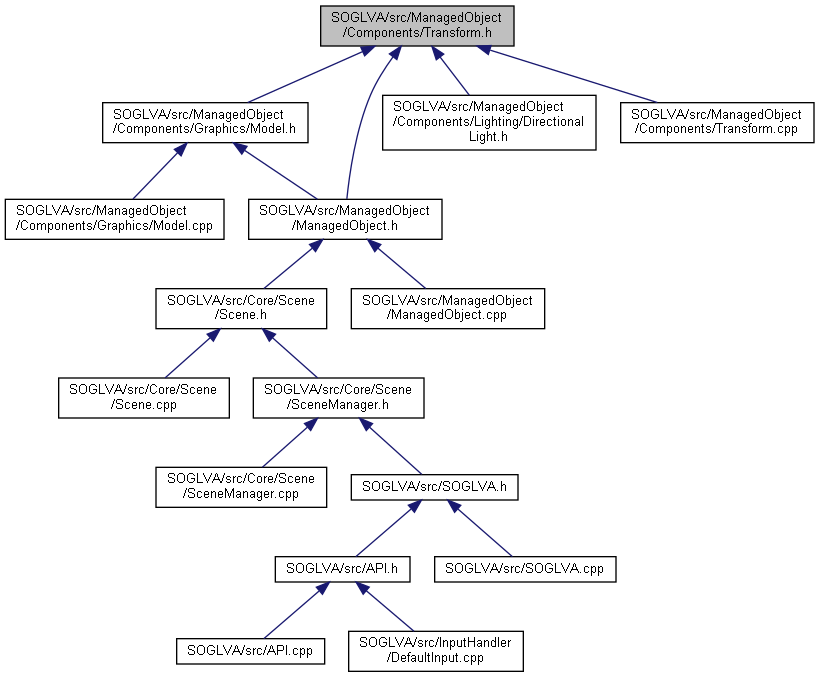 SOGLVA/src/ManagedObject
/Components/Transform.h
SOGLVA/src/ManagedObject
/Components/Graphics/Model.h
SOGLVA/src/ManagedObject
/Components/Lighting/Directional
Light.h
SOGLVA/src/ManagedObject
/Components/Transform.cpp
SOGLVA/src/ManagedObject
/Components/Graphics/Model.cpp
SOGLVA/src/ManagedObject
/ManagedObject.h
SOGLVA/src/Core/Scene
/Scene.h
SOGLVA/src/ManagedObject
/ManagedObject.cpp
SOGLVA/src/Core/Scene
/Scene.cpp
SOGLVA/src/Core/Scene
/SceneManager.h
SOGLVA/src/Core/Scene
/SceneManager.cpp
SOGLVA/src/SOGLVA.h
SOGLVA/src/API.h
SOGLVA/src/SOGLVA.cpp
SOGLVA/src/API.cpp
SOGLVA/src/InputHandler
/DefaultInput.cpp